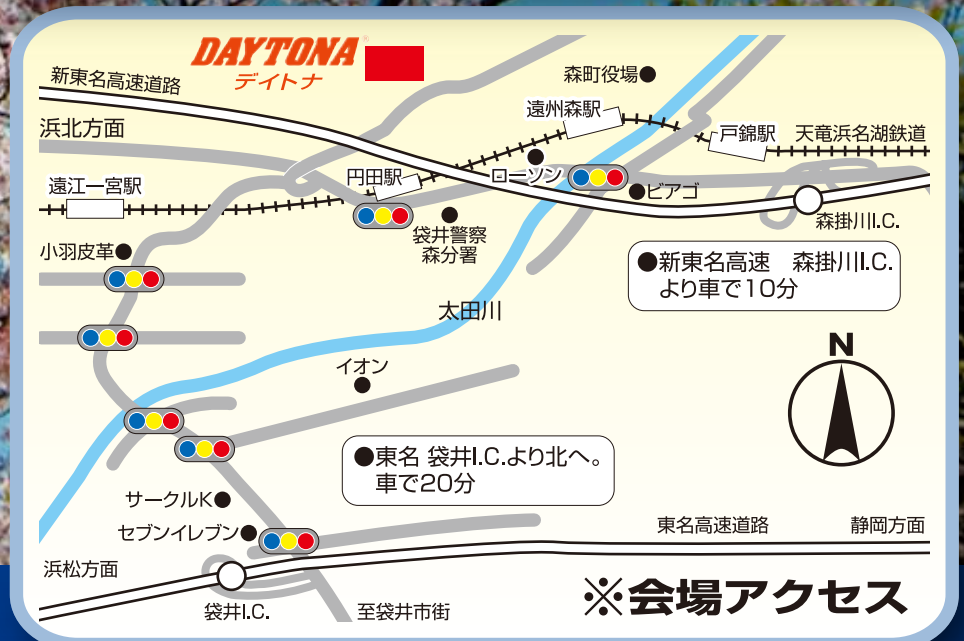 DAYTONA
デイトナ
新東名高速道路
森町役場●
浜北方面
遠州森駅
戸綿駅
天竜浜名湖鉄道
円田駅
ローソン
遠江一宮駅
ピアゴ
森掛川I.C.
袋井警察
森分署
小羽皮革●
●新東名高速 森掛川I.C.
より車で10分
太田川
N
イオン
●東名 袋井I.C.より北へ。
車で20分
サークルK●
セブンイレブン●
東名高速道路
静岡方面
浜松方面
袋井I.C.
至袋井市街
※会場アクセス